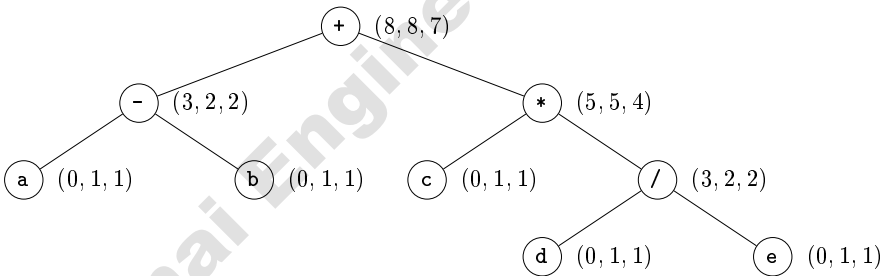 + (8, 8, 7)
- (3, 2, 2) * (5, 5, 4)
a (0, 1, 1) b (0, 1, 1) c (0, 1, 1) / (3, 2, 2)
d (0, 1, 1) e (0, 1, 1)